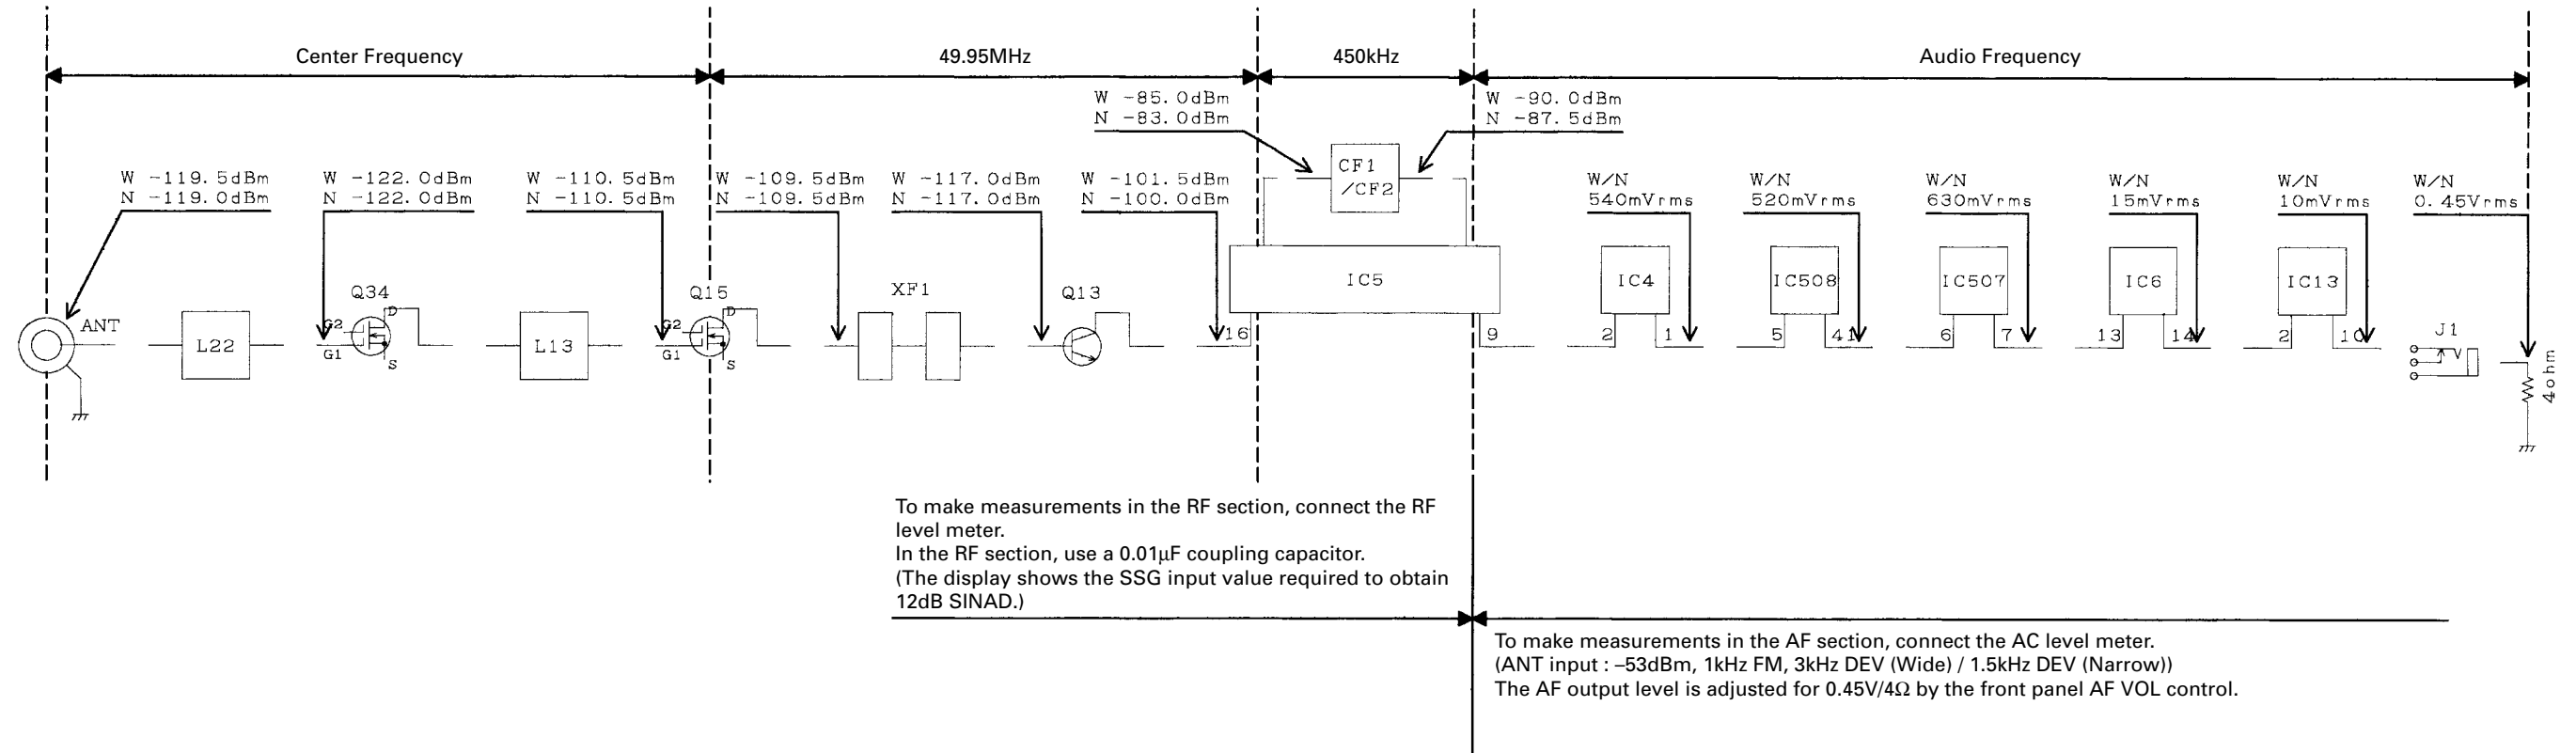 Center Frequency
49.95MHz
450kHz
Audio Frequency
W -85.0dBm
N -83.0dBm
W -90.0dBm
N -87.5dBm
W -119.5dBm
N -119.0dBm
W -122.0dBm
N -122.0dBm
W -110.5dBm
N -110.5dBm
W -109.5dBm
N -109.5dBm
W -117.0dBm
N -117.0dBm
W -101.5dBm
N -100.0dBm
CF1
/CF2
W/N
540mVrms
W/N
520mVrms
W/N
630mVrms
W/N
15mVrms
W/N
10mVrms
W/N
0.45Vrms
ANT
L22
Q34
G2
G1
D
S
L13
Q15
G2
G1
D
S
XF1
Q13
16
IC5
9
IC4
2
1
IC508
5
41
IC507
6
7
IC6
13
14
IC13
2
10
J1
4ohm
To make measurements in the RF section, connect the RF
level meter.
In the RF section, use a 0.01μF coupling capacitor.
(The display shows the SSG input value required to obtain
12dB SINAD.)
To make measurements in the AF section, connect the AC level meter.
(ANT input : –53dBm, 1kHz FM, 3kHz DEV (Wide) / 1.5kHz DEV (Narrow))
The AF output level is adjusted for 0.45V/4Ω by the front panel AF VOL control.